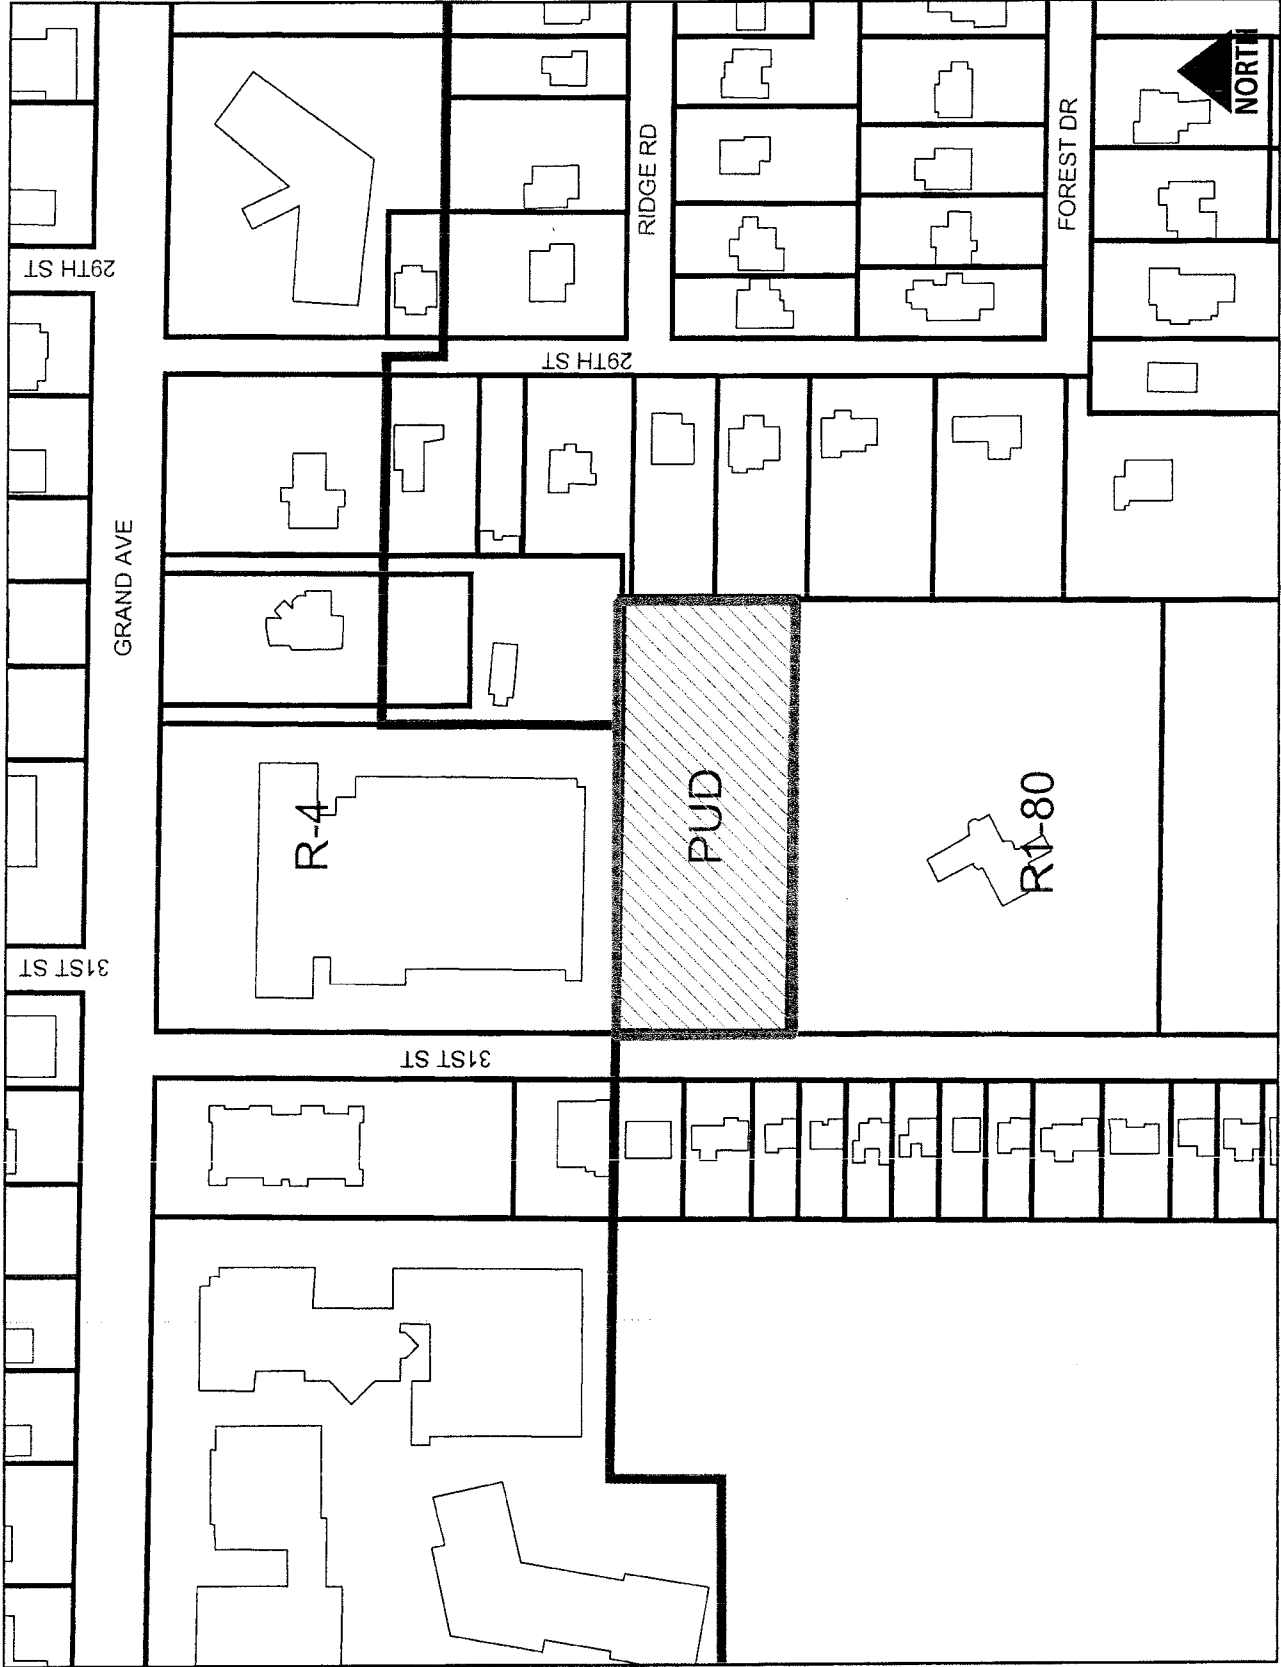 NORTH
29TH ST
RIDGE RD
FOREST DR
29TH ST
GRAND AVE
R-4
PUD
R1-80
31ST ST
31ST ST